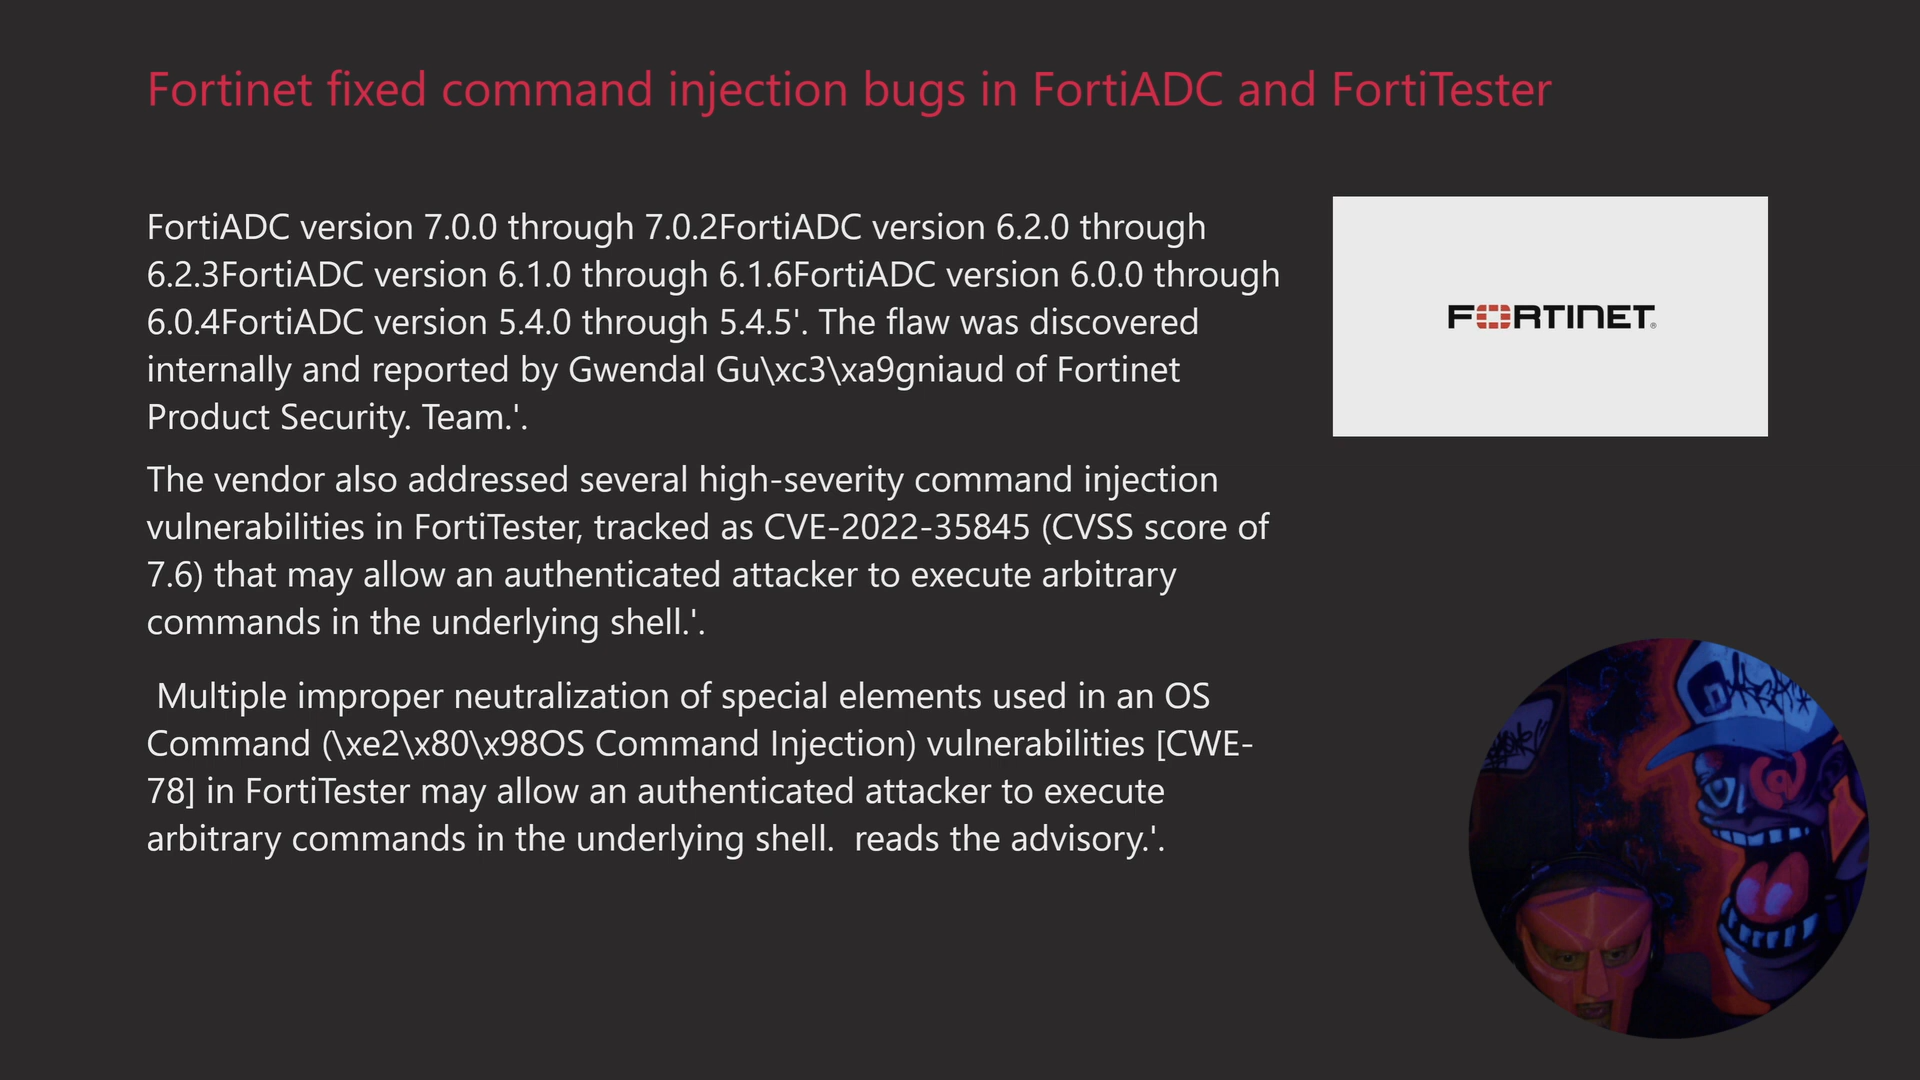 Fortinet fixed command injection bugs in FortiADC and FortiTester
FortiADC version 7.0.0 through 7.0.2FortiADC version 6.2.0 through
6.2.3FortiADC version 6.1.0 through 6.1.6FortiADC version 6.0.0 through
6.0.4FortiADC version 5.4.0 through 5.4.5'. The flaw was discovered
internally and reported by Gwendal Gu\xc3\xa9gniaud of Fortinet
Product Security. Team.'.
FORTINET®
The vendor also addressed several high-severity command injection
vulnerabilities in FortiTester, tracked as CVE-2022-35845 (CVSS score of
7.6) that may allow an authenticated attacker to execute arbitrary
commands in the underlying shell.'.
Multiple improper neutralization of special elements used in an OS
Command (\xe2\x80\x98OS Command Injection) vulnerabilities [CWE-
78] in FortiTester may allow an authenticated attacker to execute
arbitrary commands in the underlying shell.  reads the advisory.'.